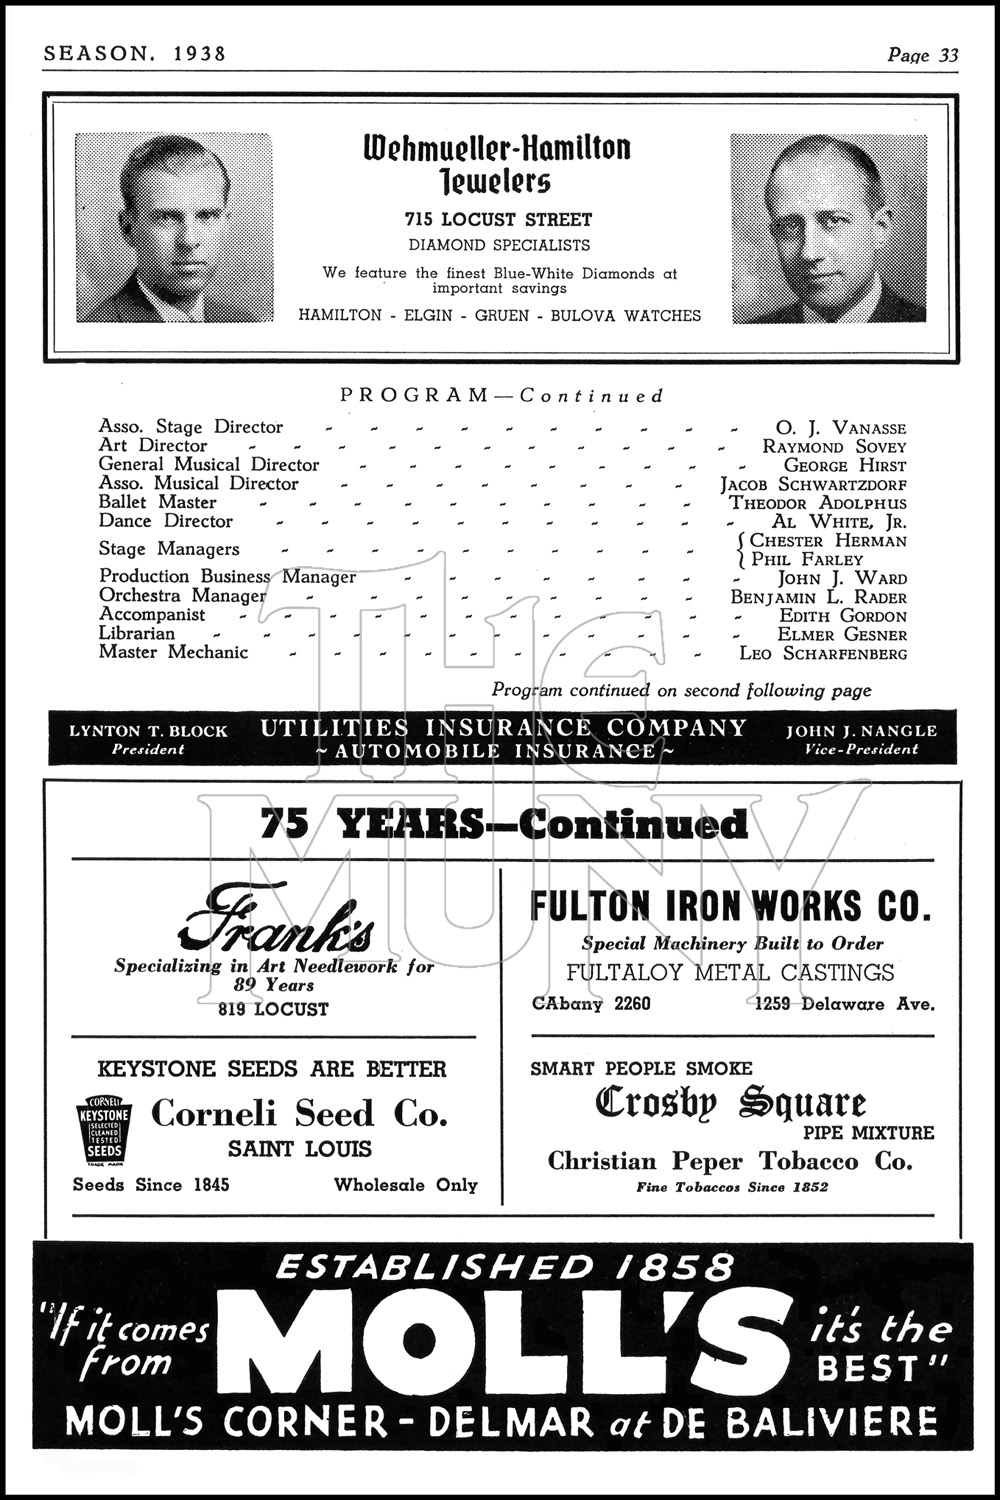 SEASON, 1938
Page 33
Wehmueller-Hamilton
Jewelers
715 LOCUST STREET
DIAMOND SPECIALISTS
We feature the finest Blue-White Diamonds at
important savings
HAMILTON - ELGIN - GRUEN - BULOVA WATCHES
PROGRAM—Continued
Asso. Stage Director - - - - - - - - - - O. J. VANASSE
Art Director - - - - - - - - - - - RAYMOND SOVEY
General Musical Director - - - - - - - - - GEORGE HIRST
Asso. Musical Director - - - - - - - - JACOB SCHWARTZDORF
Ballet Master - - - - - - - - - - THEODOR ADOLPHUS
Dance Director - - - - - - - - - - - AL WHITE, JR.
Stage Managers - - - - - - - - - - { CHESTER HERMAN
PHIL FARLEY
Production Business Manager - - - - - - - - JOHN J. WARD
Orchestra Manager - - - - - - - - - BENJAMIN L. RADER
Accompanist - - - - - - - - - - - EDITH GORDON
Librarian - - - - - - - - - - - - ELMER GESNER
Master Mechanic - - - - - - - - - - LEO SCHARFENBERG
Program continued on second following page
LYNTON T. BLOCK
President
UTILITIES INSURANCE COMPANY
~ AUTOMOBILE INSURANCE ~
JOHN J. NANGLE
Vice-President
THE
MUNY
75 YEARS—Continued
Frank's
Specializing in Art Needlework for
89 Years
819 LOCUST
FULTON IRON WORKS CO.
Special Machinery Built to Order
FULTALOY METAL CASTINGS
CAbany 2260 1259 Delaware Ave.
KEYSTONE SEEDS ARE BETTER
CORNELI
KEYSTONE
SELECTED
CLEANED
TESTED
SEEDS
TRADE MARK
Corneli Seed Co.
SAINT LOUIS
Seeds Since 1845 Wholesale Only
SMART PEOPLE SMOKE
Crosby Square
PIPE MIXTURE
Christian Peper Tobacco Co.
Fine Tobaccos Since 1852
ESTABLISHED 1858
"If it comes
from
MOLL'S
it's the
BEST"
MOLL'S CORNER - DELMAR at DE BALIVIERE